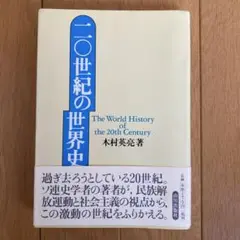 二〇世紀の世界史
The World History
of the
20th Century
木村英亮著
過ぎ去ろうとしている20世紀。
ソ連史学者の著者が、民族解
放運動と社会主義の視点から、
この激動の世紀をふりかえる。